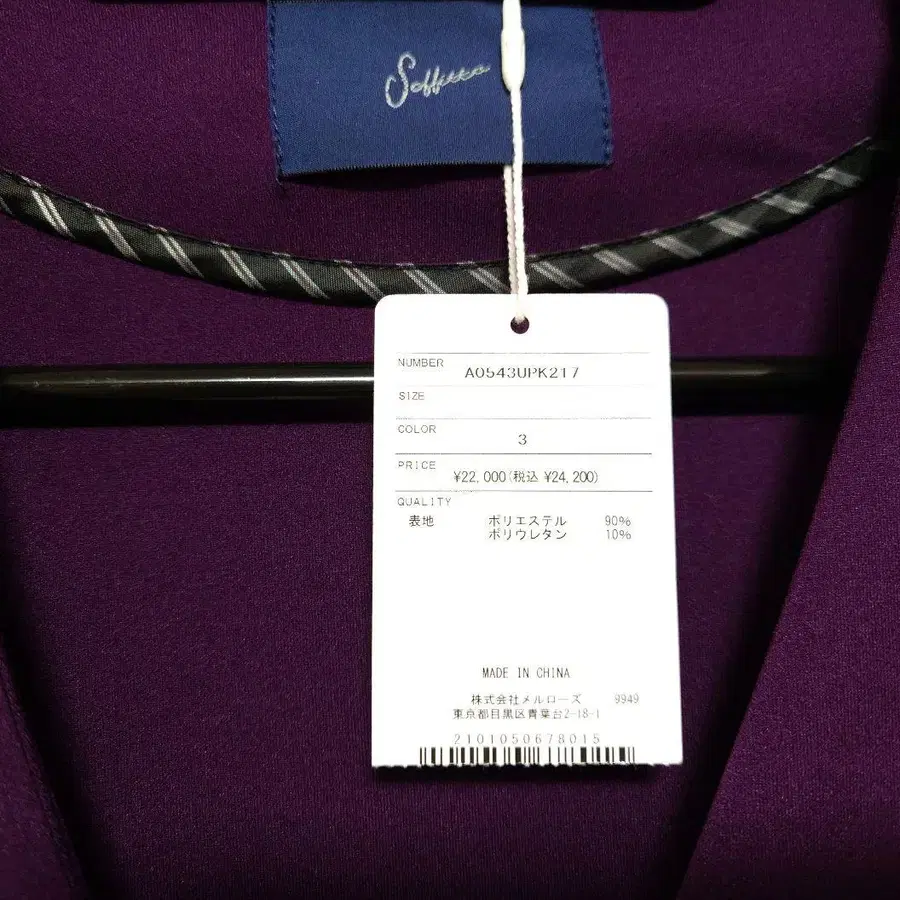 Soffitto
NUMBER A0543UPK217
SIZE
COLOR 3
PRICE ¥22,000(税込 ¥24,200)
QUALITY
表地 ポリエステル 90%
ポリウレタン 10%
MADE IN CHINA
株式会社メルローズ 9949
東京都目黒区青葉台2-18-1
2101050678015